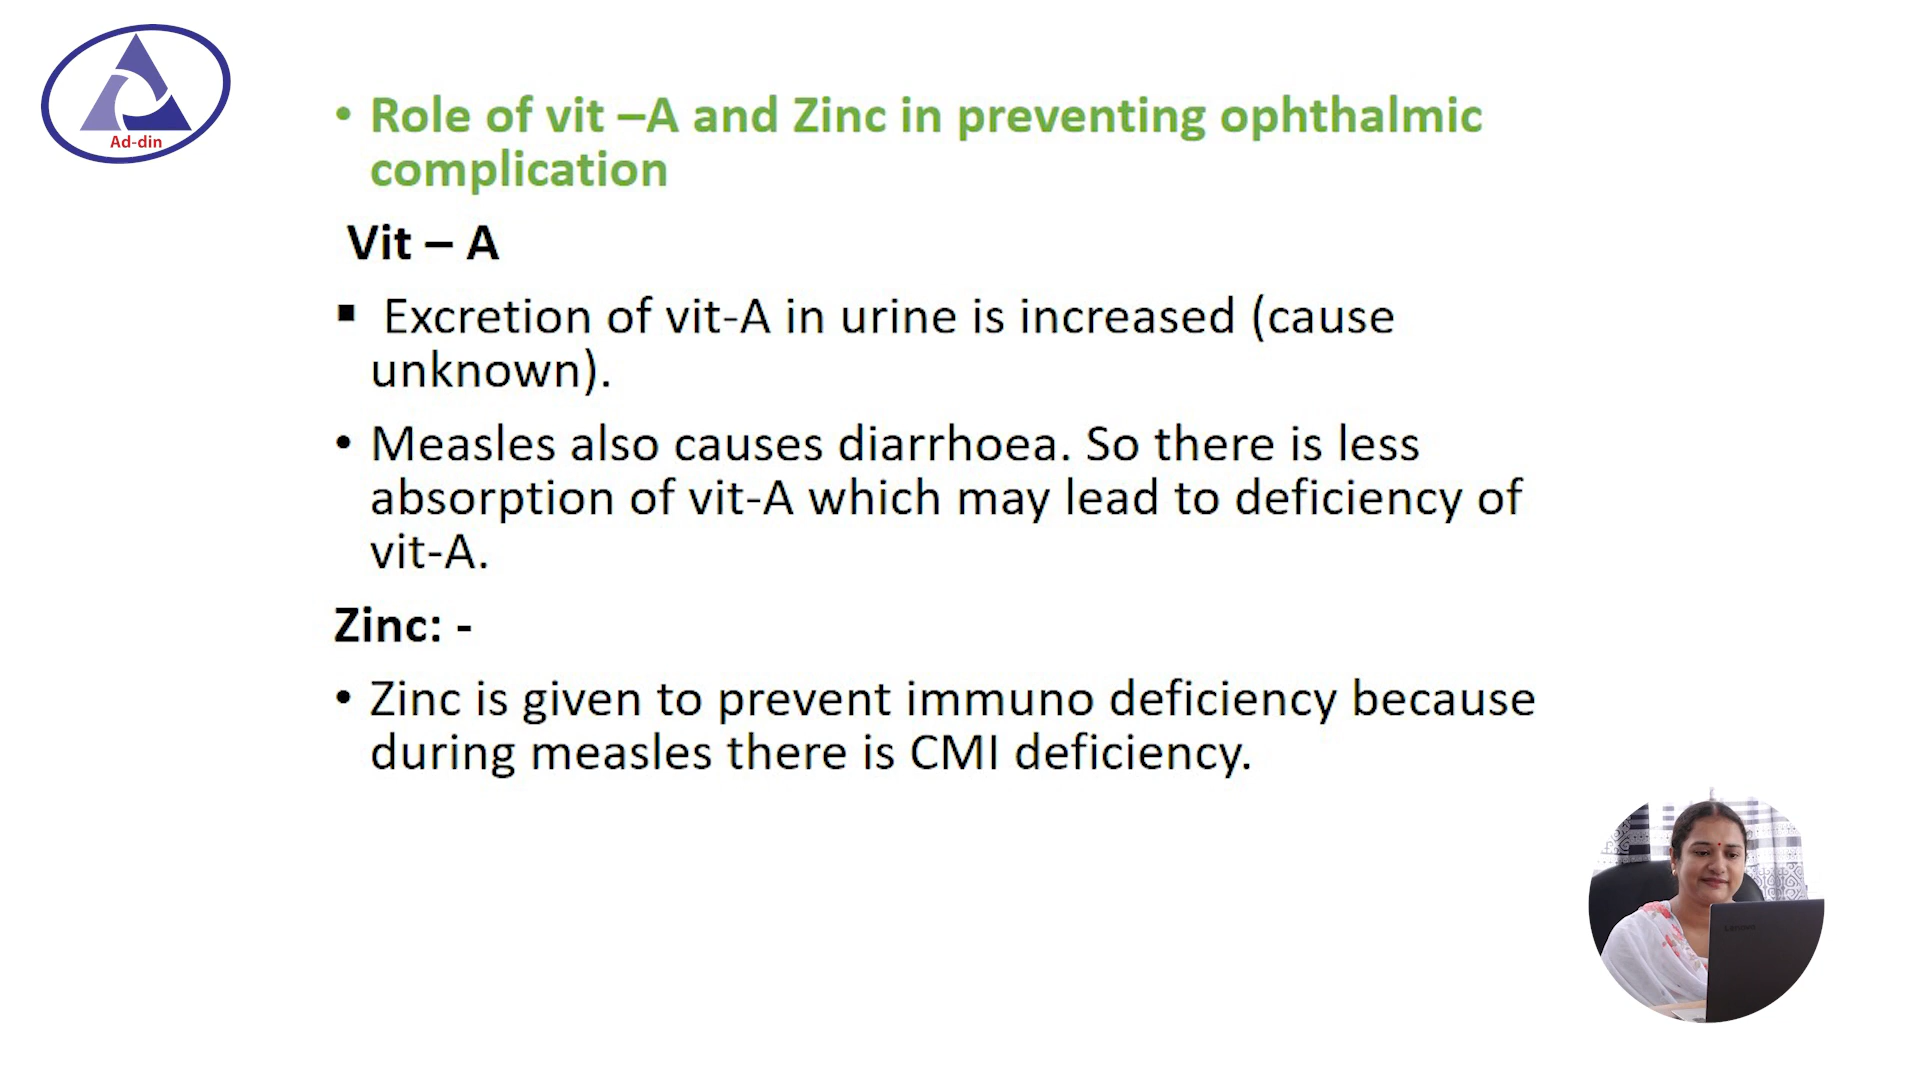 Ad-din
• Role of vit –A and Zinc in preventing ophthalmic
complication
Vit – A
▪ Excretion of vit-A in urine is increased (cause
unknown).
• Measles also causes diarrhoea. So there is less
absorption of vit-A which may lead to deficiency of
vit-A.
Zinc: -
• Zinc is given to prevent immuno deficiency because
during measles there is CMI deficiency.
Lenovo